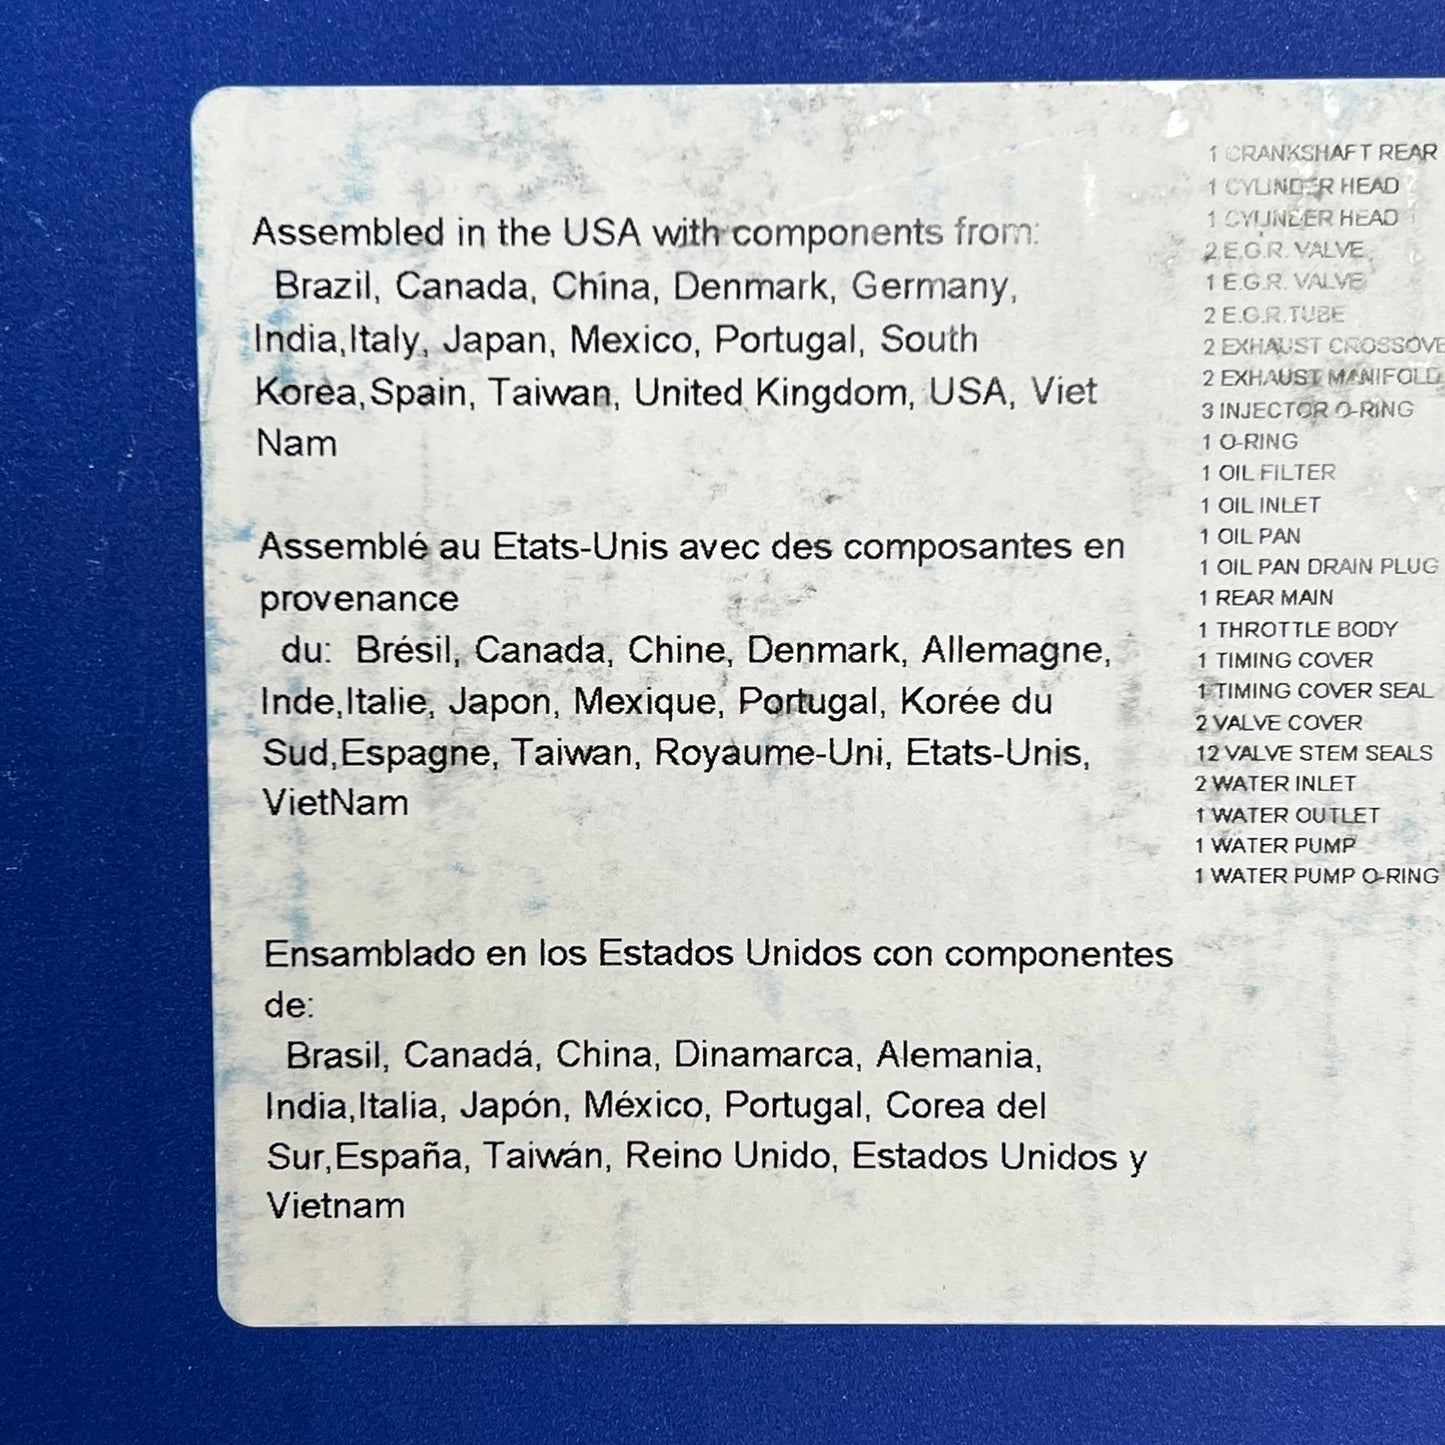 Assembled in the USA with components from:
Brazil, Canada, China, Denmark, Germany,
India,Italy, Japan, Mexico, Portugal, South
Korea,Spain, Taiwan, United Kingdom, USA, Viet
Nam
Assemblé au Etats-Unis avec des composantes en
provenance
du: Brésil, Canada, Chine, Denmark, Allemagne,
Inde,Italie, Japon, Mexique, Portugal, Korée du
Sud,Espagne, Taiwan, Royaume-Uni, Etats-Unis,
VietNam
Ensamblado en los Estados Unidos con componentes
de:
Brasil, Canadá, China, Dinamarca, Alemania,
India,Italia, Japón, México, Portugal, Corea del
Sur,España, Taiwán, Reino Unido, Estados Unidos y
Vietnam
1 CRANKSHAFT REAR
1 CYLINDER HEAD
1 CYLINDER HEAD
2 E.G.R. VALVE
1 E.G.R. VALVE
2 E.G.R.TUBE
2 EXHAUST CROSSOVE
2 EXHAUST MANIFOLD
3 INJECTOR O-RING
1 O-RING
1 OIL FILTER
1 OIL INLET
1 OIL PAN
1 OIL PAN DRAIN PLUG
1 REAR MAIN
1 THROTTLE BODY
1 TIMING COVER
1 TIMING COVER SEAL
2 VALVE COVER
12 VALVE STEM SEALS
2 WATER INLET
1 WATER OUTLET
1 WATER PUMP
1 WATER PUMP O-RING